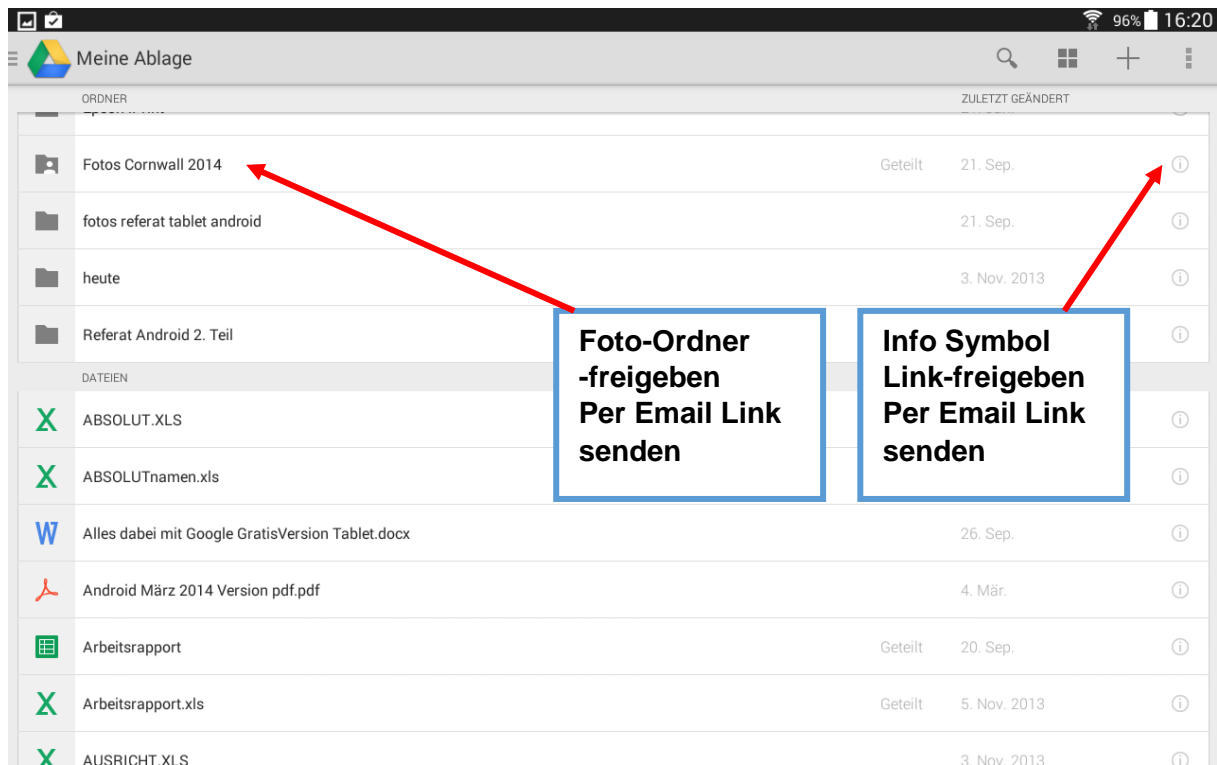 96% 16:20
Meine Ablage
ORDNER ZULETZT GEÄNDERT
Fotos Cornwall 2014 Geteilt 21. Sep.
fotos referat tablet android 21. Sep.
heute 3. Nov. 2013
Referat Android 2. Teil
Foto-Ordner
-freigeben
Per Email Link
senden
Info Symbol
Link-freigeben
Per Email Link
senden
DATEIEN
ABSOLUT.XLS
ABSOLUTnamen.xls
Alles dabei mit Google GratisVersion Tablet.docx 26. Sep.
Android März 2014 Version pdf.pdf 4. Mär.
Arbeitsrapport Geteilt 20. Sep.
Arbeitsrapport.xls Geteilt 5. Nov. 2013
AUSRICHT.XLS 3. Nov. 2013